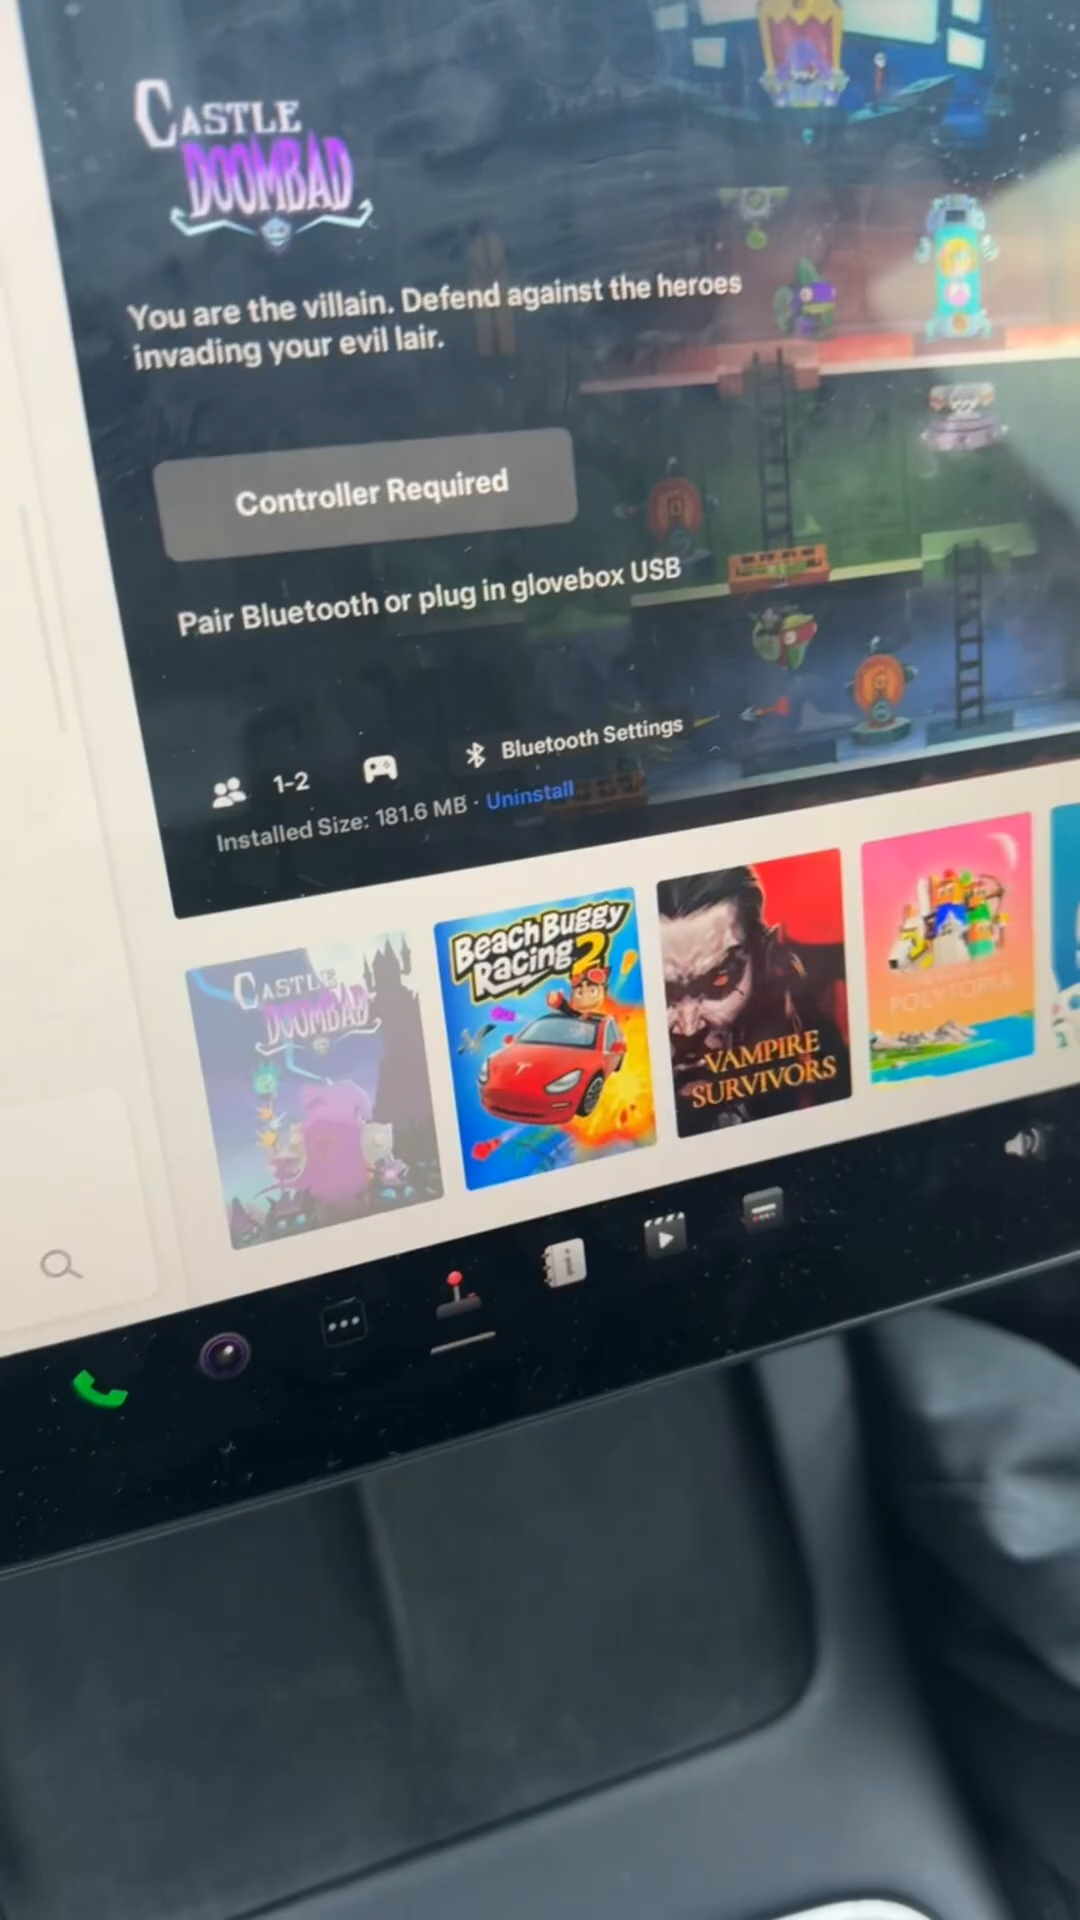 CASTLE
DOOMBAD
You are the villain. Defend against the heroes
invading your evil lair.
Controller Required
Pair Bluetooth or plug in glovebox USB
1-2
Bluetooth Settings
Installed Size: 181.6 MB · Uninstall
CASTLE
DOOMBAD
Beach Buggy
Racing 2
VAMPIRE
SURVIVORS
POLYTOPIA